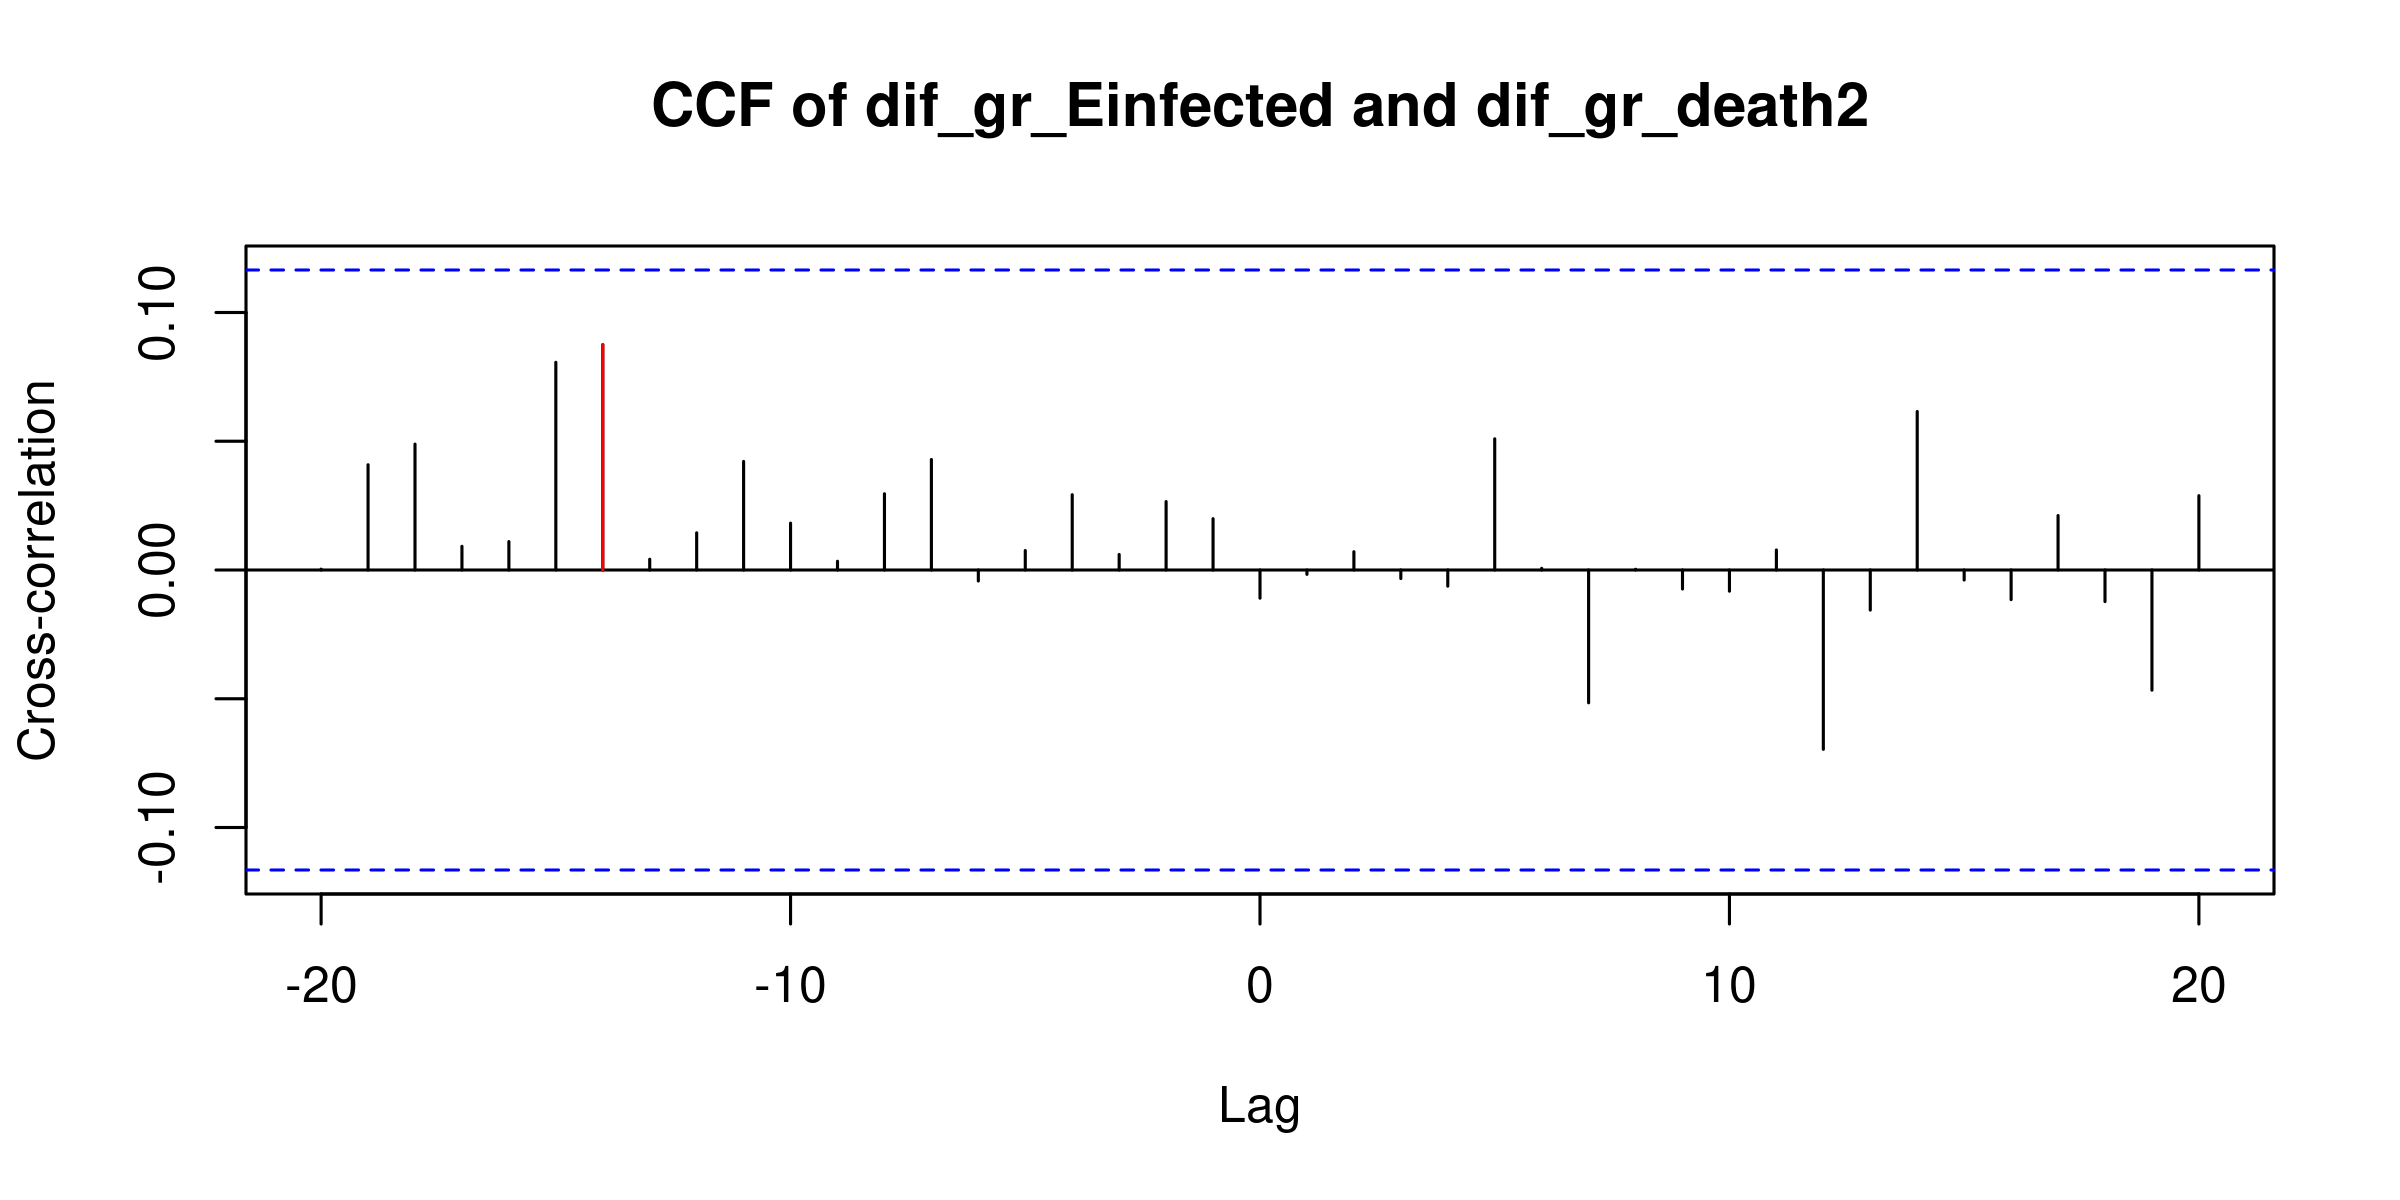 CCF of dif_gr_Einfected and dif_gr_death2
Cross-correlation
0.10
0.00
-0.10
-20 -10 0 10 20
Lag